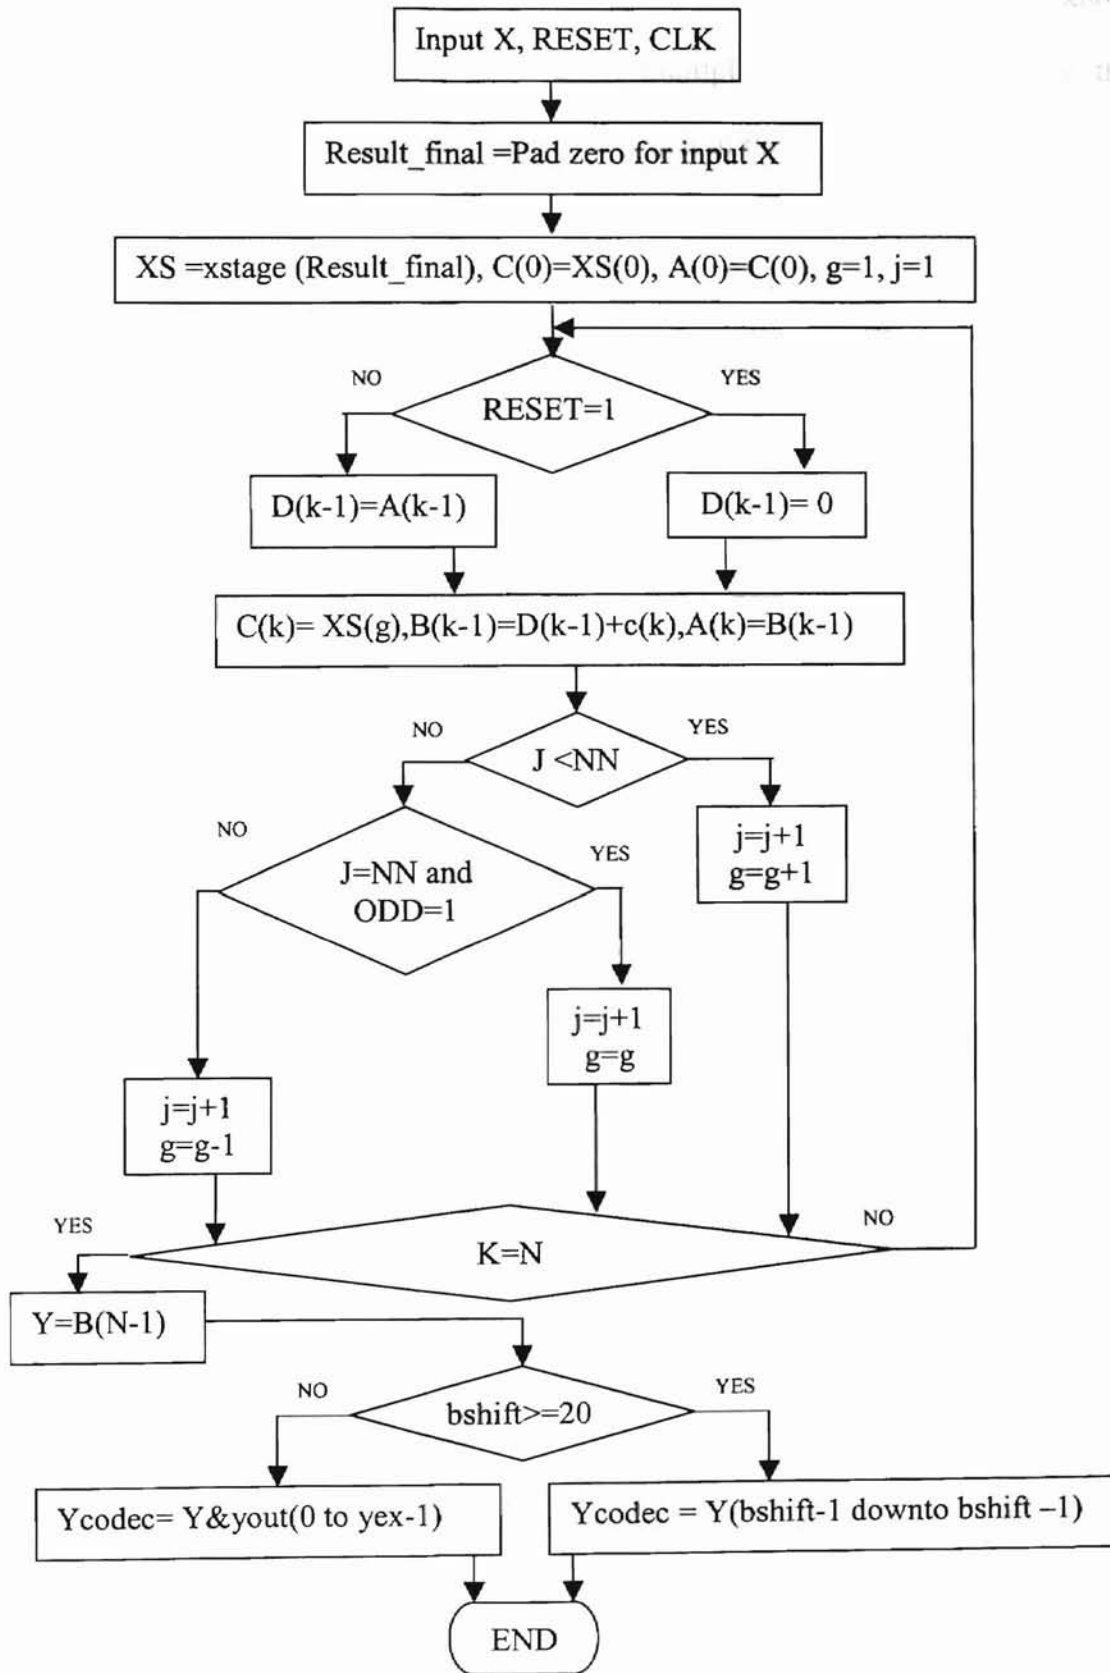 Input X, RESET, CLK
Result_final =Pad zero for input X
XS =xstage (Result_final), C(0)=XS(0), A(0)=C(0), g=1, j=1
NO
YES
RESET=1
D(k-1)=A(k-1)
D(k-1)= 0
C(k)= XS(g),B(k-1)=D(k-1)+c(k),A(k)=B(k-1)
NO
YES
J <NN
NO
YES
J=NN and
ODD=1
j=j+1
g=g+1
j=j+1
g=g
j=j+1
g=g-1
YES
NO
K=N
Y=B(N-1)
NO
YES
bshift>=20
Ycodec= Y&yout(0 to yex-1)
Ycodec = Y(bshift-1 downto bshift –1)
END